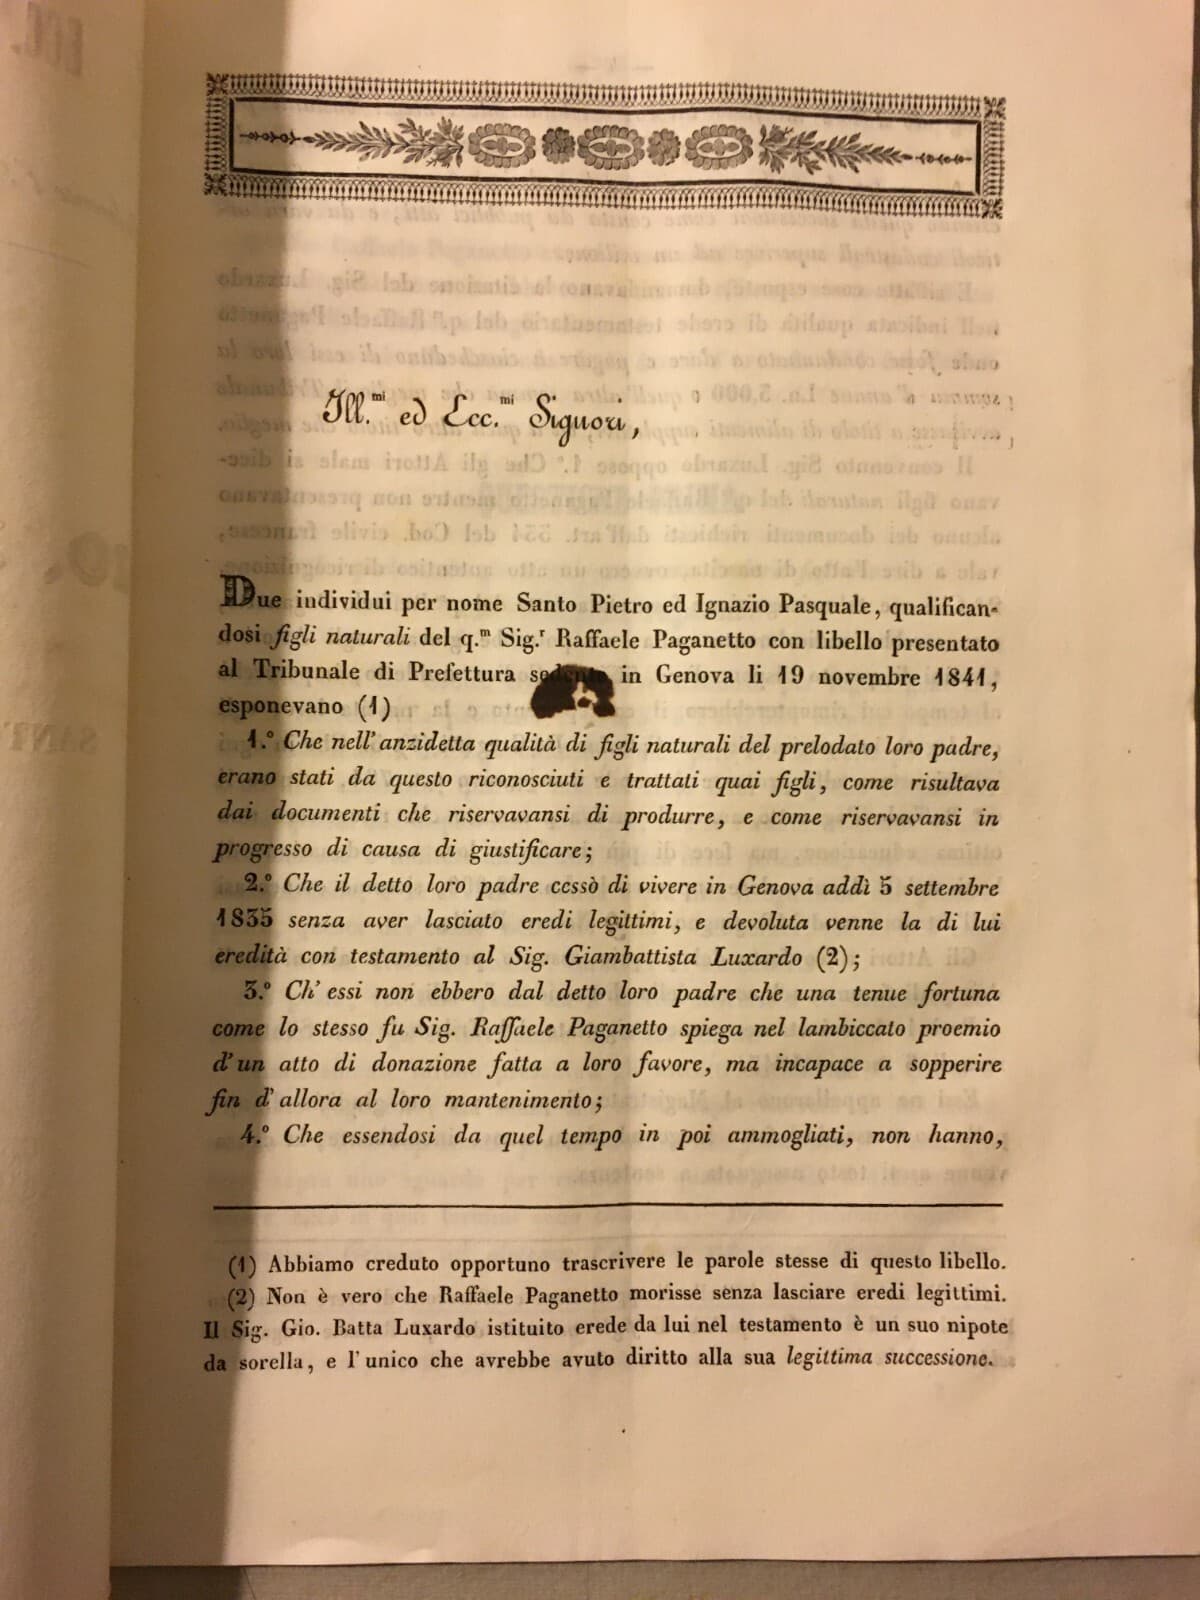 Ill.mi ed Ecc.mi Signori,
Due individui per nome Santo Pietro ed Ignazio Pasquale, qualifican-
dosi figli naturali del q.m Sig.r Raffaele Paganetto con libello presentato
al Tribunale di Prefettura sedente in Genova li 19 novembre 1841,
esponevano (1)
1.° Che nell' anzidetta qualità di figli naturali del prelodato loro padre,
erano stati da questo riconosciuti e trattati quai figli, come risultava
dai documenti che riservavansi di produrre, e come riservavansi in
progresso di causa di giustificare;
2.° Che il detto loro padre cessò di vivere in Genova addì 5 settembre
1835 senza aver lasciato eredi legittimi, e devoluta venne la di lui
eredità con testamento al Sig. Giambattista Luxardo (2);
3.° Ch' essi non ebbero dal detto loro padre che una tenue fortuna
come lo stesso fu Sig. Raffaele Paganetto spiega nel lambiccato proemio
d' un atto di donazione fatta a loro favore, ma incapace a sopperire
fin d' allora al loro mantenimento;
4.° Che essendosi da quel tempo in poi ammogliati, non hanno,
(1) Abbiamo creduto opportuno trascrivere le parole stesse di questo libello.
(2) Non è vero che Raffaele Paganetto morisse senza lasciare eredi legittimi.
Il Sig. Gio. Batta Luxardo istituito erede da lui nel testamento è un suo nipote
da sorella, e l' unico che avrebbe avuto diritto alla sua legittima successione.